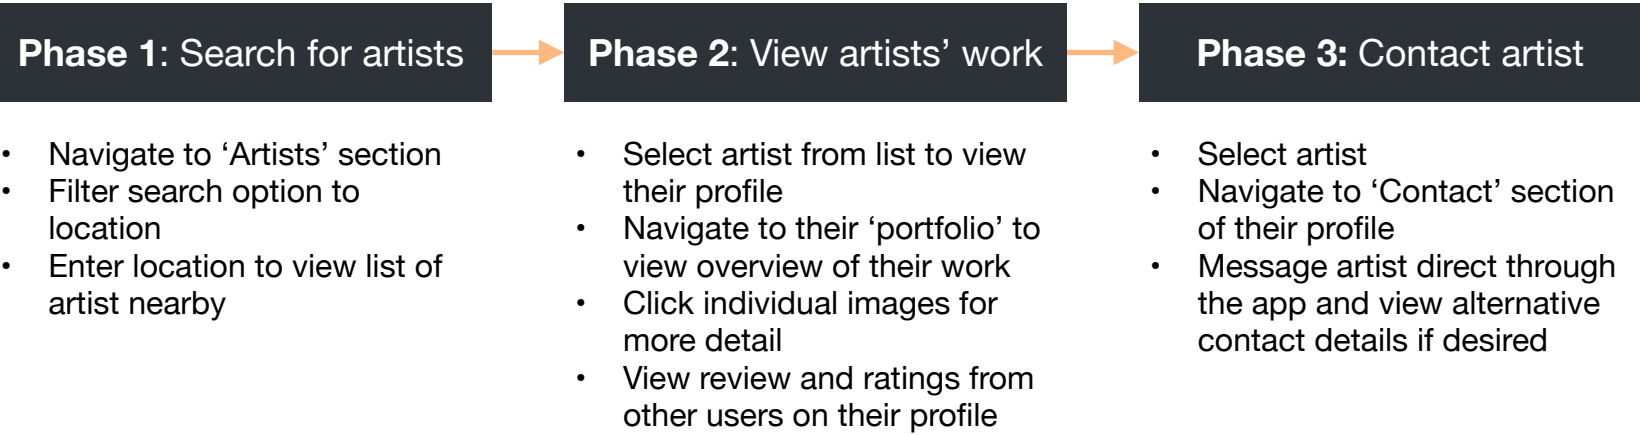 Phase 1: Search for artists
• Navigate to ‘Artists’ section
• Filter search option to
location
• Enter location to view list of
artist nearby
Phase 2: View artists’ work
• Select artist from list to view
their profile
• Navigate to their ‘portfolio’ to
view overview of their work
• Click individual images for
more detail
• View review and ratings from
other users on their profile
Phase 3: Contact artist
• Select artist
• Navigate to ‘Contact’ section
of their profile
• Message artist direct through
the app and view alternative
contact details if desired